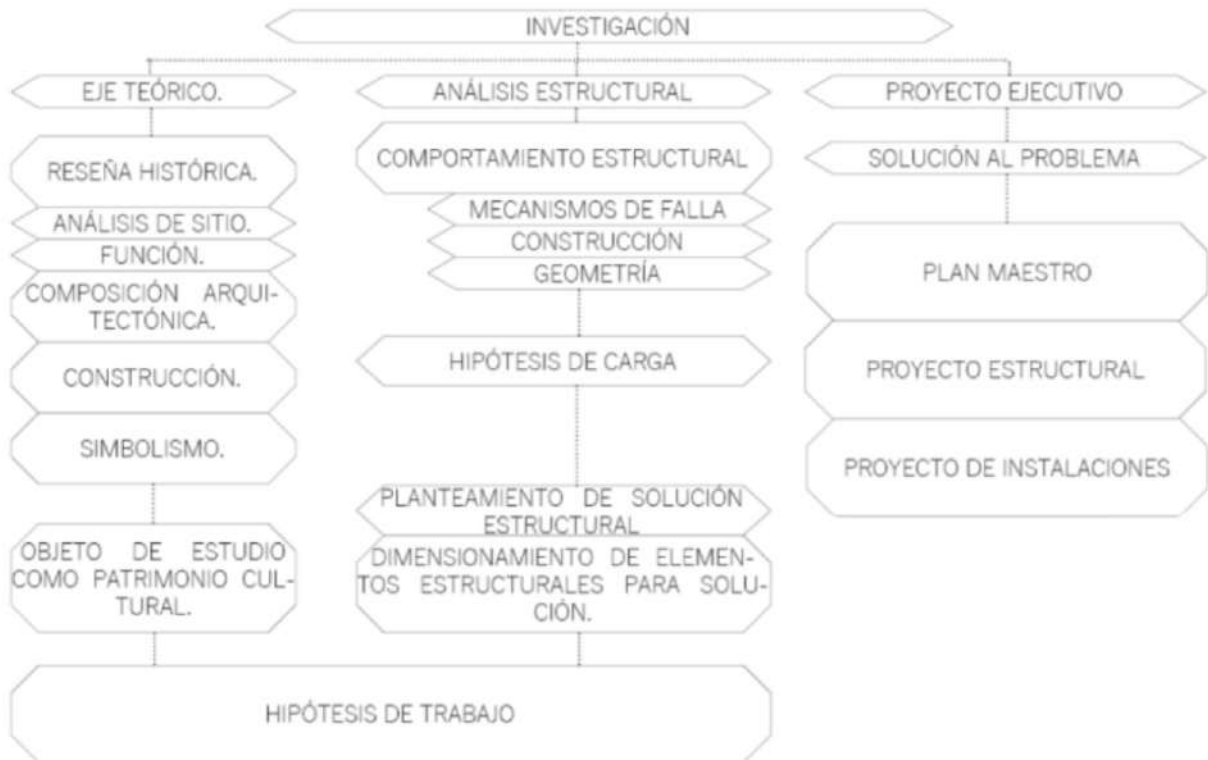 INVESTIGACIÓN
EJE TEÓRICO.
RESEÑA HISTÓRICA.
ANÁLISIS DE SITIO.
FUNCIÓN.
COMPOSICIÓN ARQUI-
TECTÓNICA.
CONSTRUCCIÓN.
SIMBOLISMO.
OBJETO DE ESTUDIO
COMO PATRIMONIO CUL-
TURAL.
ANÁLISIS ESTRUCTURAL
COMPORTAMIENTO ESTRUCTURAL
MECANISMOS DE FALLA
CONSTRUCCIÓN
GEOMETRÍA
HIPÓTESIS DE CARGA
PLANTEAMIENTO DE SOLUCIÓN
ESTRUCTURAL
DIMENSIONAMIENTO DE ELEMEN-
TOS ESTRUCTURALES PARA SOLU-
CIÓN.
HIPÓTESIS DE TRABAJO
PROYECTO EJECUTIVO
SOLUCIÓN AL PROBLEMA
PLAN MAESTRO
PROYECTO ESTRUCTURAL
PROYECTO DE INSTALACIONES